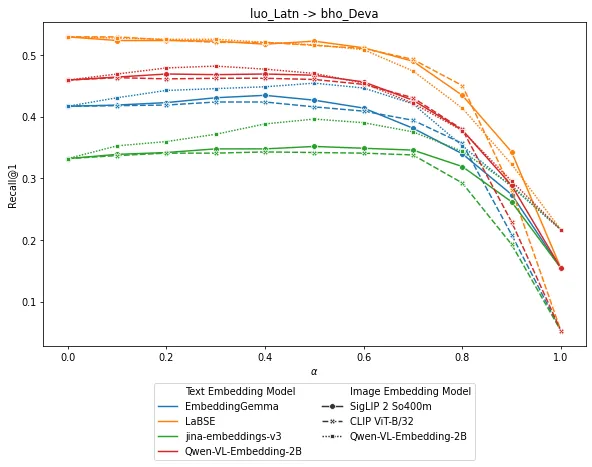 luo_Latn -> bho_Deva
Recall@1
0.5
0.4
0.3
0.2
0.1
0.0 0.2 0.4 0.6 0.8 1.0
α
Text Embedding Model Image Embedding Model
EmbeddingGemma SigLIP 2 So400m
LaBSE CLIP ViT-B/32
jina-embeddings-v3 Qwen-VL-Embedding-2B
Qwen-VL-Embedding-2B